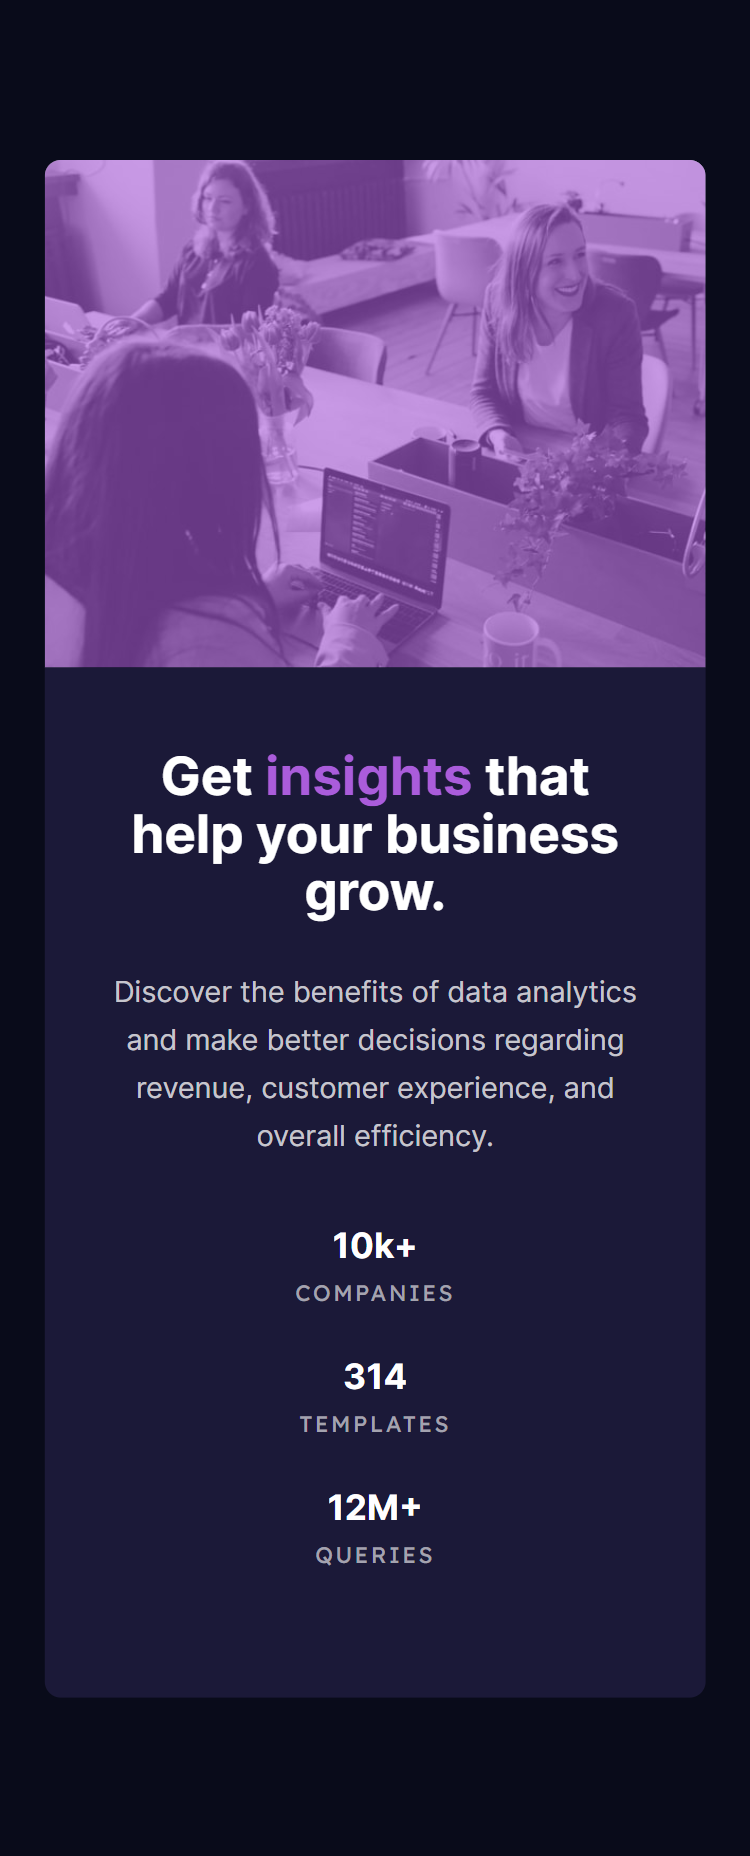 Get insights that
help your business
grow.
Discover the benefits of data analytics
and make better decisions regarding
revenue, customer experience, and
overall efficiency.
10k+
COMPANIES
314
TEMPLATES
12M+
QUERIES